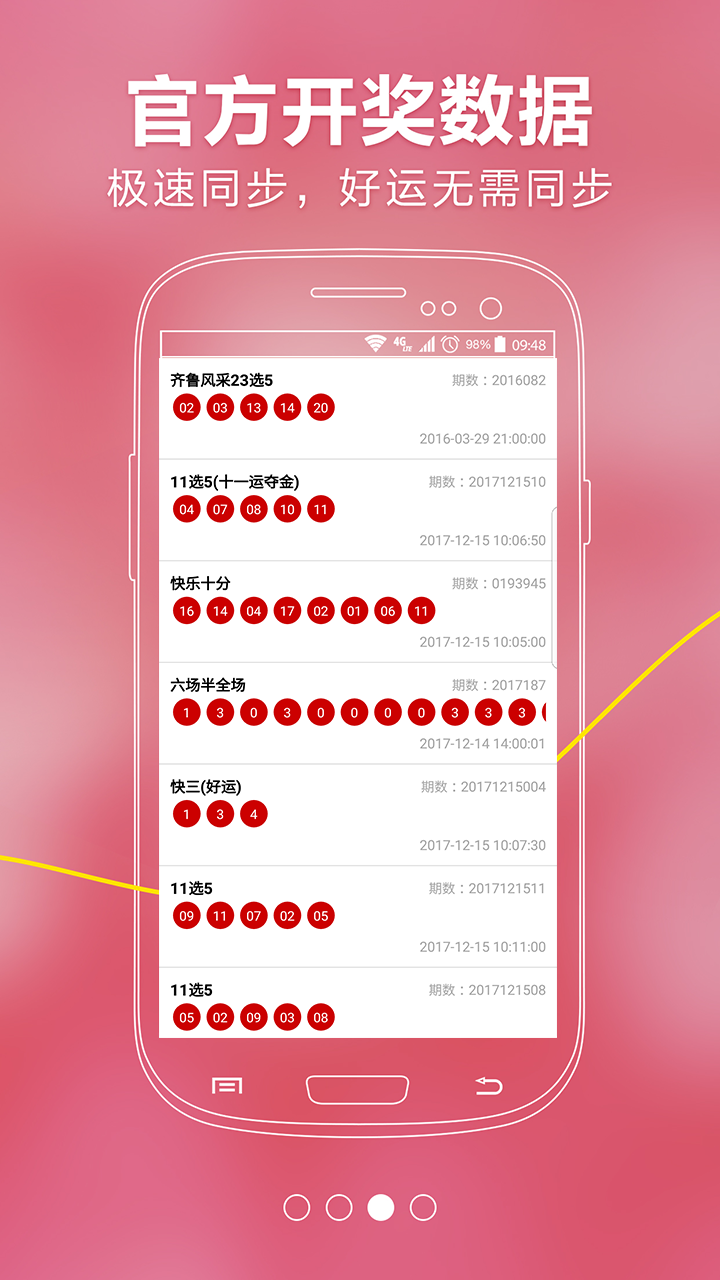 官方开奖数据
极速同步，好运无需同步
4G LTE 98% 09:48
齐鲁风采23选5 期数：2016082
02 03 13 14 20
2016-03-29 21:00:00
11选5(十一运夺金) 期数：2017121510
04 07 08 10 11
2017-12-15 10:06:50
快乐十分 期数：0193945
16 14 04 17 02 01 06 11
2017-12-15 10:05:00
六场半全场 期数：2017187
1 3 0 3 0 0 0 0 3 3 3
2017-12-14 14:00:01
快三(好运) 期数：20171215004
1 3 4
2017-12-15 10:07:30
11选5 期数：2017121511
09 11 07 02 05
2017-12-15 10:11:00
11选5 期数：2017121508
05 02 09 03 08